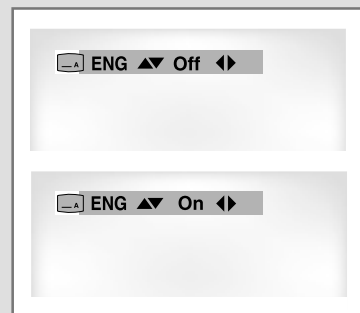 A ENG ▲▼ Off ◀▶
A ENG ▲▼ On ◀▶